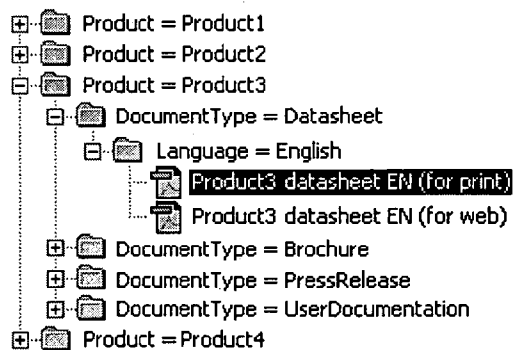 Product = Product1
Product = Product2
Product = Product3
DocumentType = Datasheet
Language = English
Product3 datasheet EN (for print)
Product3 datasheet EN (for web)
DocumentType = Brochure
DocumentType = PressRelease
DocumentType = UserDocumentation
Product = Product4